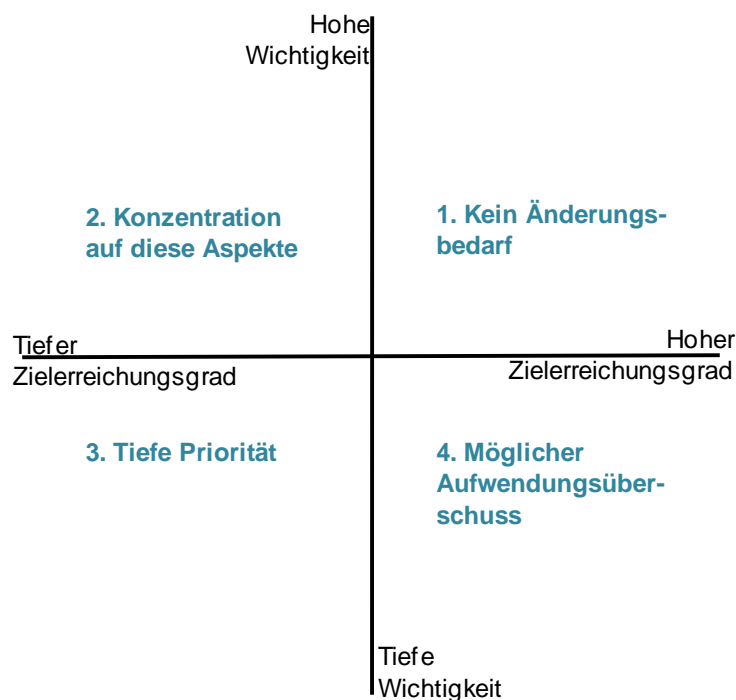 Hohe
Wichtigkeit
2. Konzentration
auf diese Aspekte
1. Kein Änderungs-
bedarf
Tiefer
Zielerreichungsgrad
Hoher
Zielerreichungsgrad
3. Tiefe Priorität
4. Möglicher
Aufwendungsüber-
schuss
Tiefe
Wichtigkeit